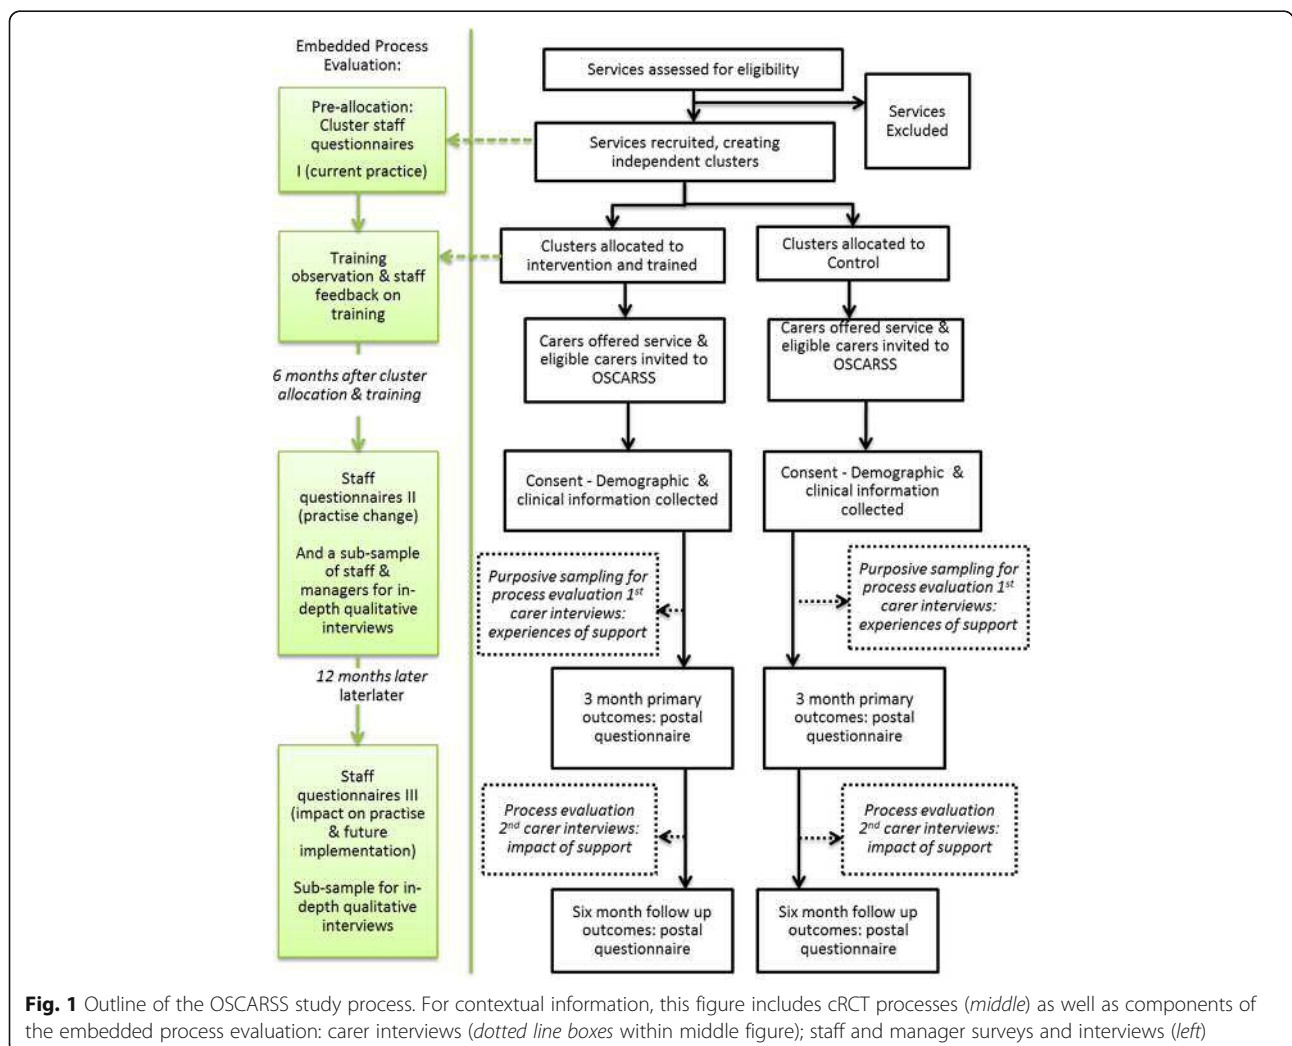 Embedded Process
Evaluation:
Pre-allocation:
Cluster staff
questionnaires
I (current practice)
Training
observation & staff
feedback on
training
6 months after cluster
allocation & training
Staff
questionnaires II
(practise change)
And a sub-sample
of staff &
managers for in-
depth qualitative
interviews
12 months later
laterlater
Staff
questionnaires III
(impact on practise
& future
implementation)
Sub-sample for in-
depth qualitative
interviews
Services assessed for eligibility
Services
Excluded
Services recruited, creating
independent clusters
Clusters allocated to
intervention and trained
Clusters allocated to
Control
Carers offered service &
eligible carers invited to
OSCARSS
Carers offered service &
eligible carers invited to
OSCARSS
Consent - Demographic &
clinical information collected
Consent - Demographic &
clinical information
collected
Purposive sampling for
process evaluation 1st
carer interviews:
experiences of support
Purposive sampling for
process evaluation 1st
carer interviews:
experiences of support
3 month primary
outcomes: postal
questionnaire
3 month primary
outcomes: postal
questionnaire
Process evaluation
2nd carer interviews:
impact of support
Process evaluation
2nd carer interviews:
impact of support
Six month follow up
outcomes: postal
questionnaire
Six month follow up
outcomes: postal
questionnaire
Fig. 1 Outline of the OSCARSS study process. For contextual information, this figure includes cRCT processes (middle) as well as components of
the embedded process evaluation: carer interviews (dotted line boxes within middle figure); staff and manager surveys and interviews (left)